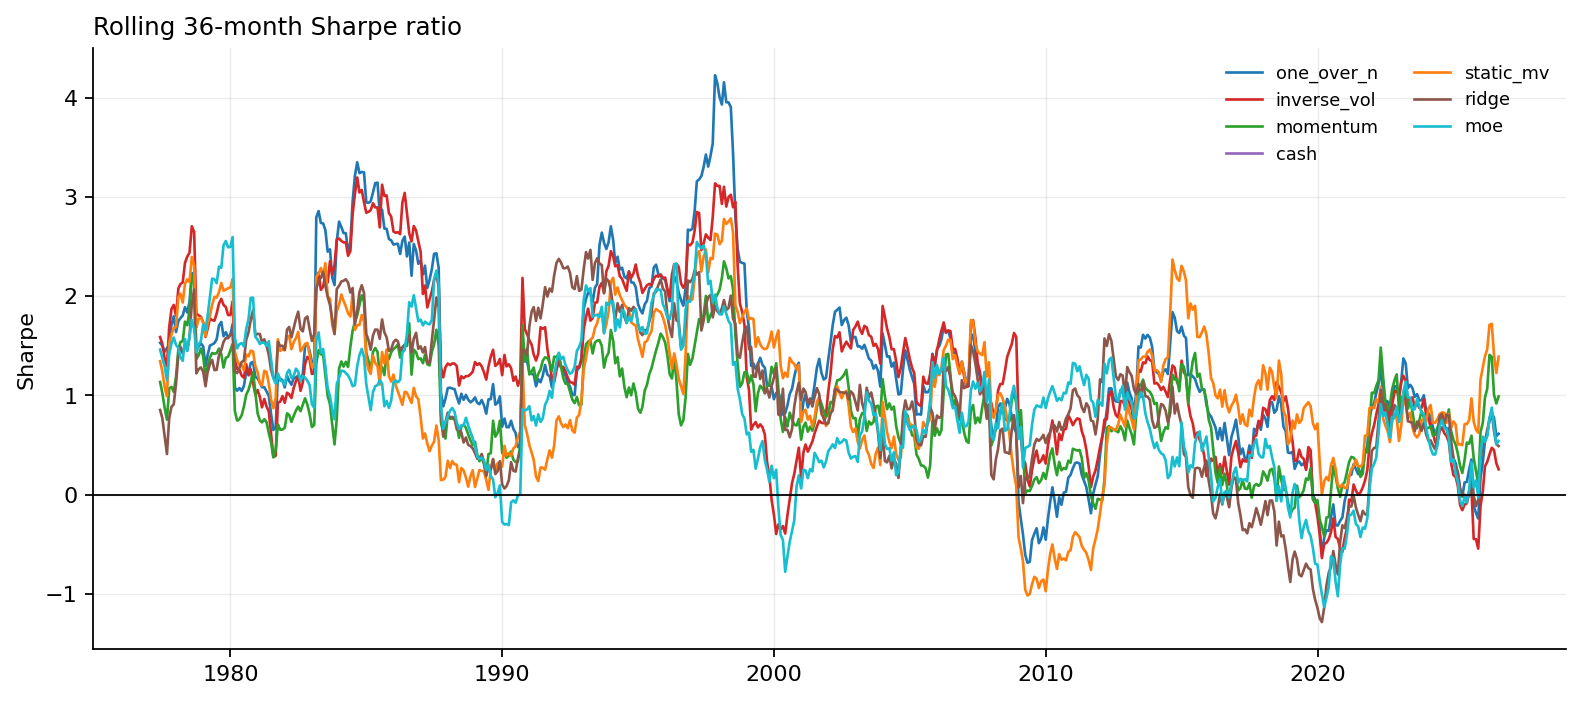 Rolling 36-month Sharpe ratio
Sharpe
4
3
2
1
0
−1
1980
1990
2000
2010
2020
one_over_n
inverse_vol
momentum
cash
static_mv
ridge
moe